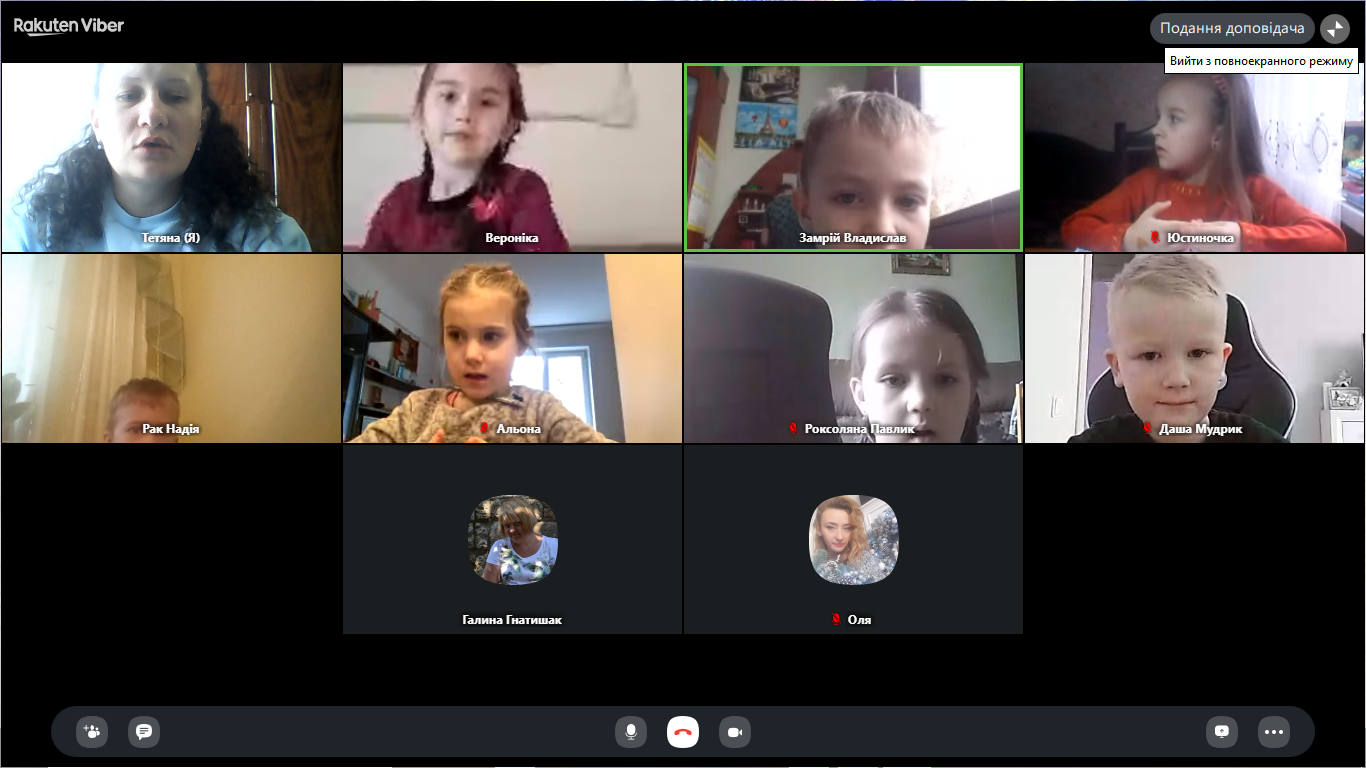 Rakuten Viber
Подання доповідача
Вийти з повноекранного режиму
Тетяна (Я)
Вероніка
Замрій Владислав
Юстиночка
Рак Надія
Альона
Роксоляна Павлик
Даша Мудрик
Галина Гнатишак
Оля